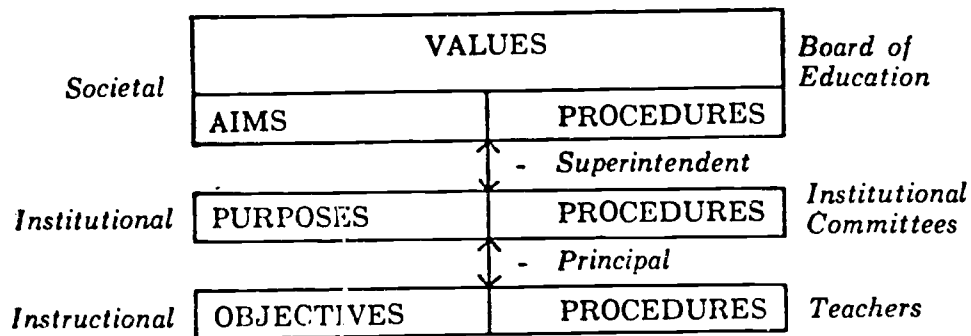 VALUES
Board of
Education
Societal
AIMS PROCEDURES
- Superintendent
Institutional PURPOSES PROCEDURES Institutional
Committees
- Principal
Instructional OBJECTIVES PROCEDURES Teachers